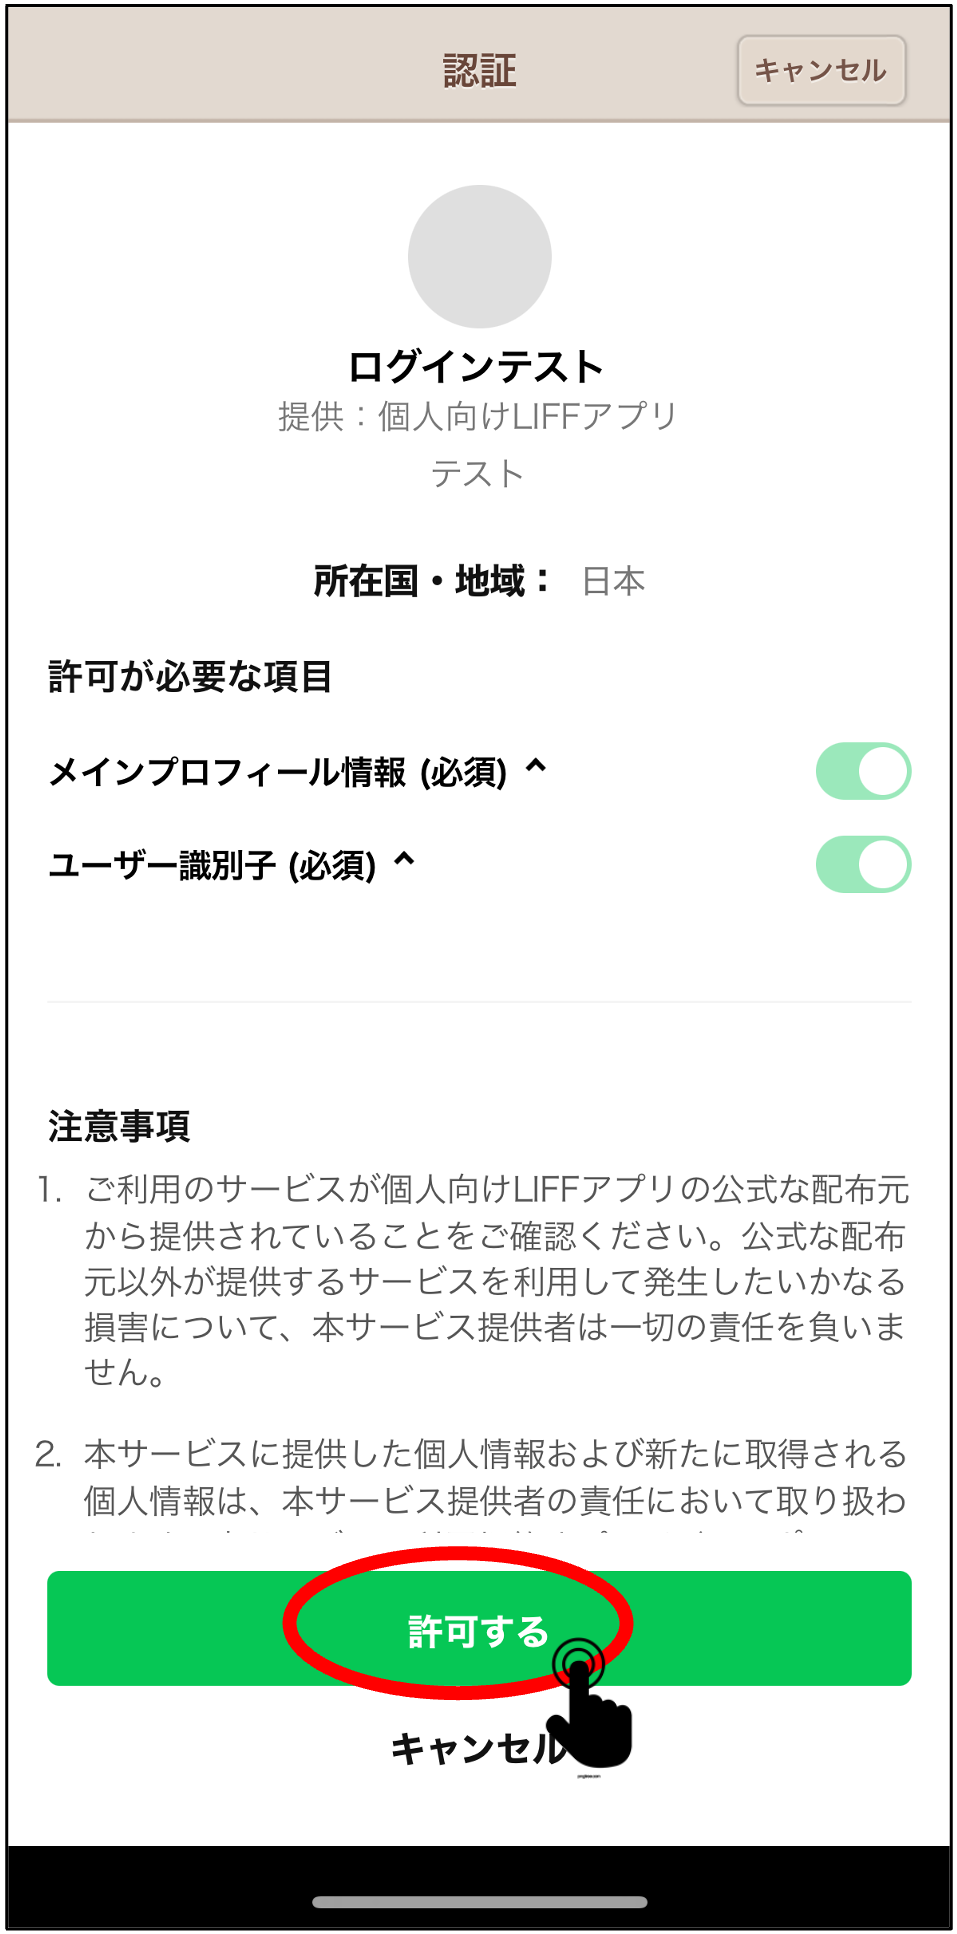 認証
キャンセル
ログインテスト
提供：個人向けLIFFアプリ
テスト
所在国・地域： 日本
許可が必要な項目
メインプロフィール情報 (必須)
ユーザー識別子 (必須)
注意事項
1. ご利用のサービスが個人向けLIFFアプリの公式な配布元
から提供されていることをご確認ください。公式な配布
元以外が提供するサービスを利用して発生したいかなる
損害について、本サービス提供者は一切の責任を負いま
せん。
2. 本サービスに提供した個人情報および新たに取得される
個人情報は、本サービス提供者の責任において取り扱わ
許可する
キャンセル